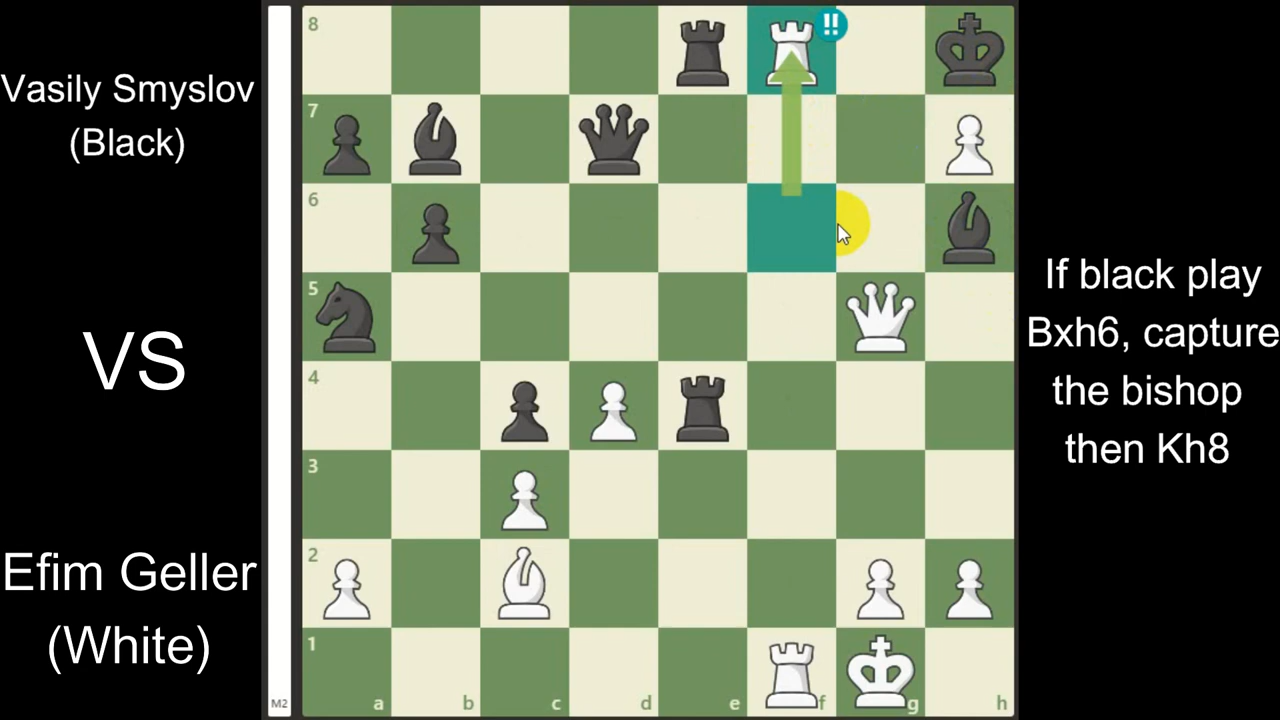 Vasily Smyslov
(Black)
VS
Efim Geller
(White)
M2
8
7
6
5
4
3
2
1
a
b
c
d
e
f
g
h
!!
If black play
Bxh6, capture
the bishop
then Kh8